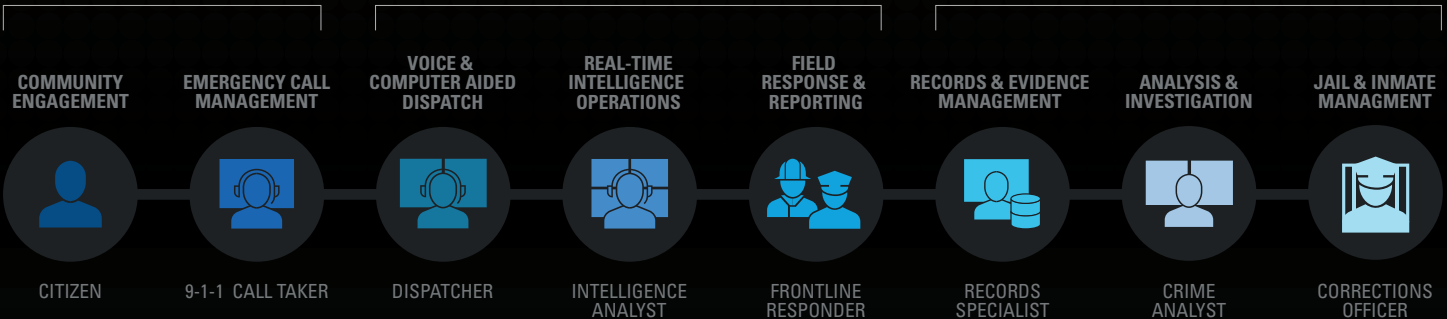 COMMUNITY
ENGAGEMENT
EMERGENCY CALL
MANAGEMENT
VOICE &
COMPUTER AIDED
DISPATCH
REAL-TIME
INTELLIGENCE
OPERATIONS
FIELD
RESPONSE &
REPORTING
RECORDS & EVIDENCE
MANAGEMENT
ANALYSIS &
INVESTIGATION
JAIL & INMATE
MANAGMENT
CITIZEN
9-1-1 CALL TAKER
DISPATCHER
INTELLIGENCE
ANALYST
FRONTLINE
RESPONDER
RECORDS
SPECIALIST
CRIME
ANALYST
CORRECTIONS
OFFICER